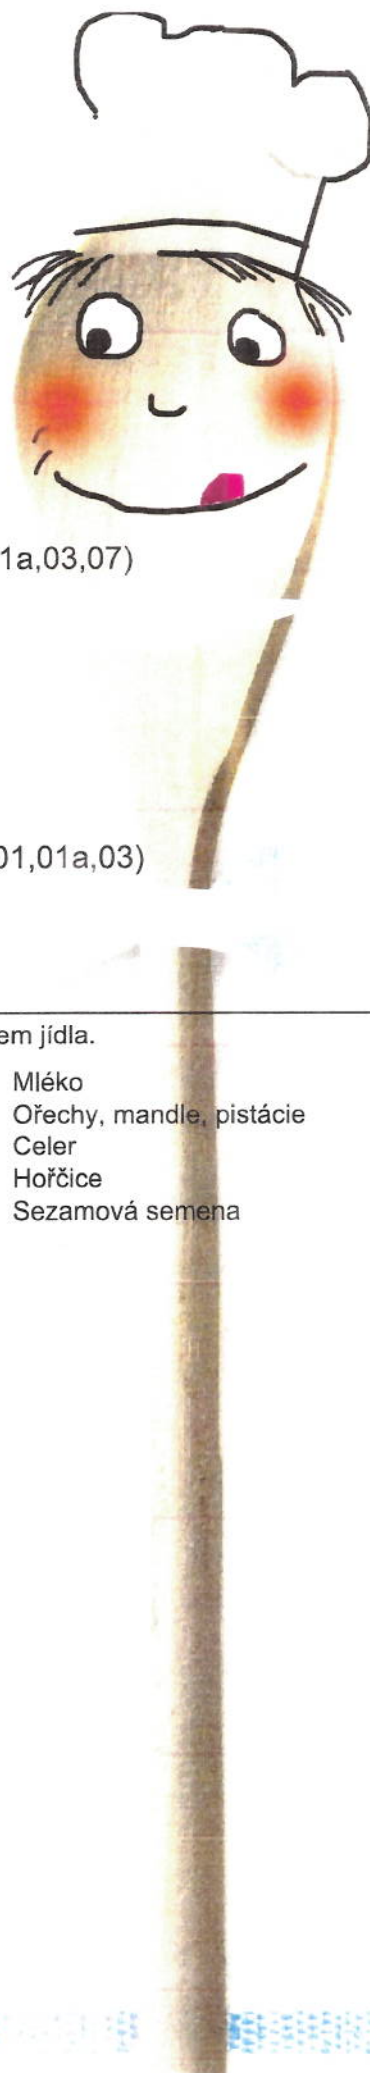 1a,03,07)
01,01a,03)
em jídla.
Mléko
Ořechy, mandle, pistácie
Celer
Hořčice
Sezamová semena